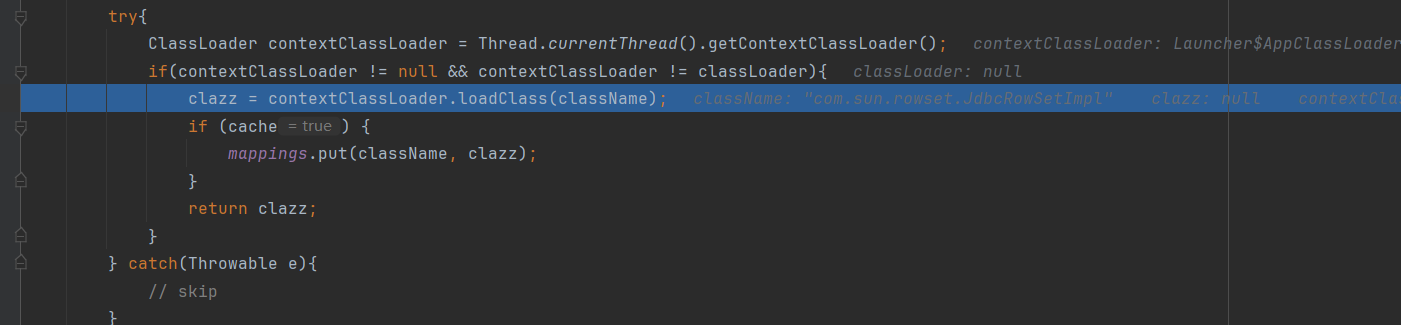 try{
ClassLoader contextClassLoader = Thread.currentThread().getContextClassLoader(); contextClassLoader: Launcher$AppClassLoader
if(contextClassLoader != null && contextClassLoader != classLoader){ classLoader: null
clazz = contextClassLoader.loadClass(className); className: "com.sun.rowset.JdbcRowSetImpl" clazz: null contextClas
if (cache = true ) {
mappings.put(className, clazz);
}
return clazz;
}
} catch(Throwable e){
// skip
}